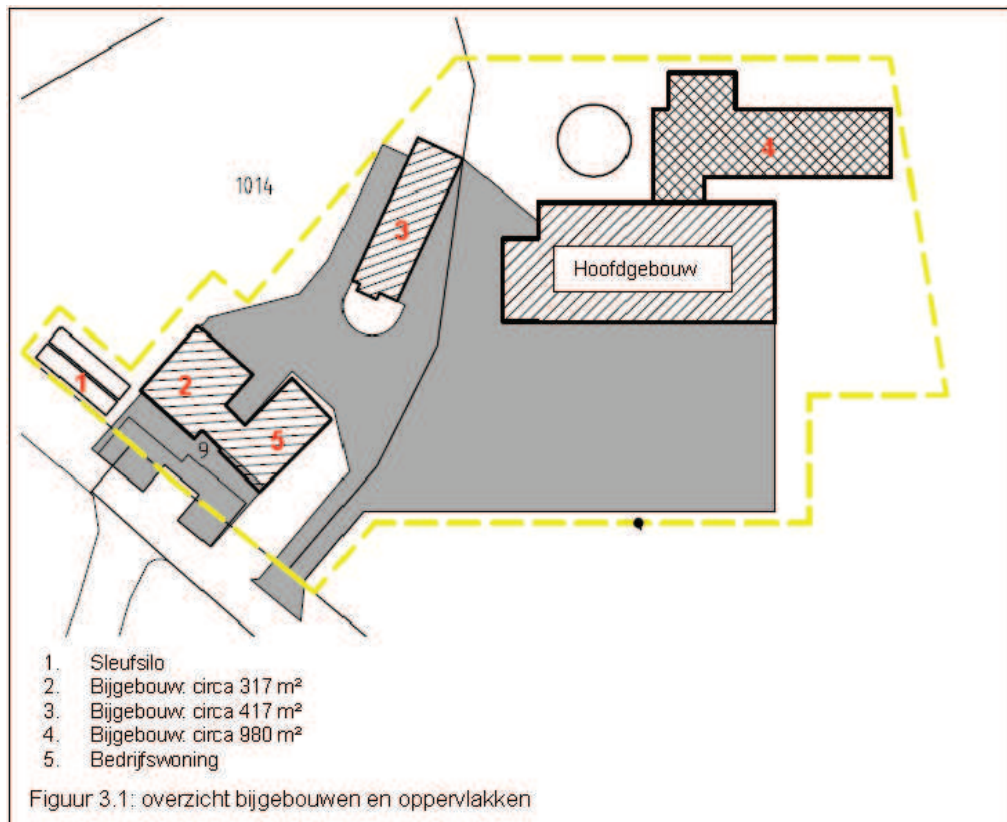 4
1014
3
Hoofdgebouw
1
2
5
9
1. Sleufsilo
2. Bijgebouw: circa 317 m²
3. Bijgebouw: circa 417 m²
4. Bijgebouw: circa 980 m²
5. Bedrijfswoning
Figuur 3.1: overzicht bijgebouwen en oppervlakken